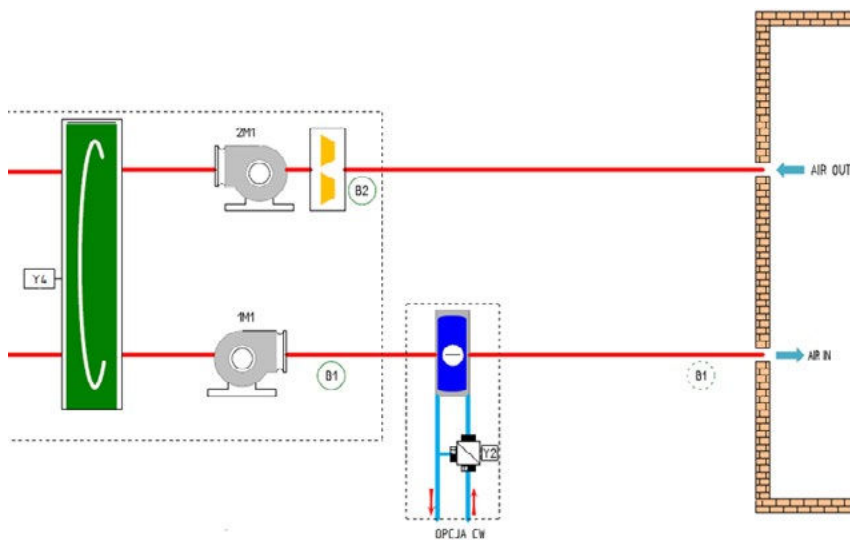 2M1
B2
AIR OUT
Y4
1M1
B1
B1
AIR IN
Y2
OPCJA CW